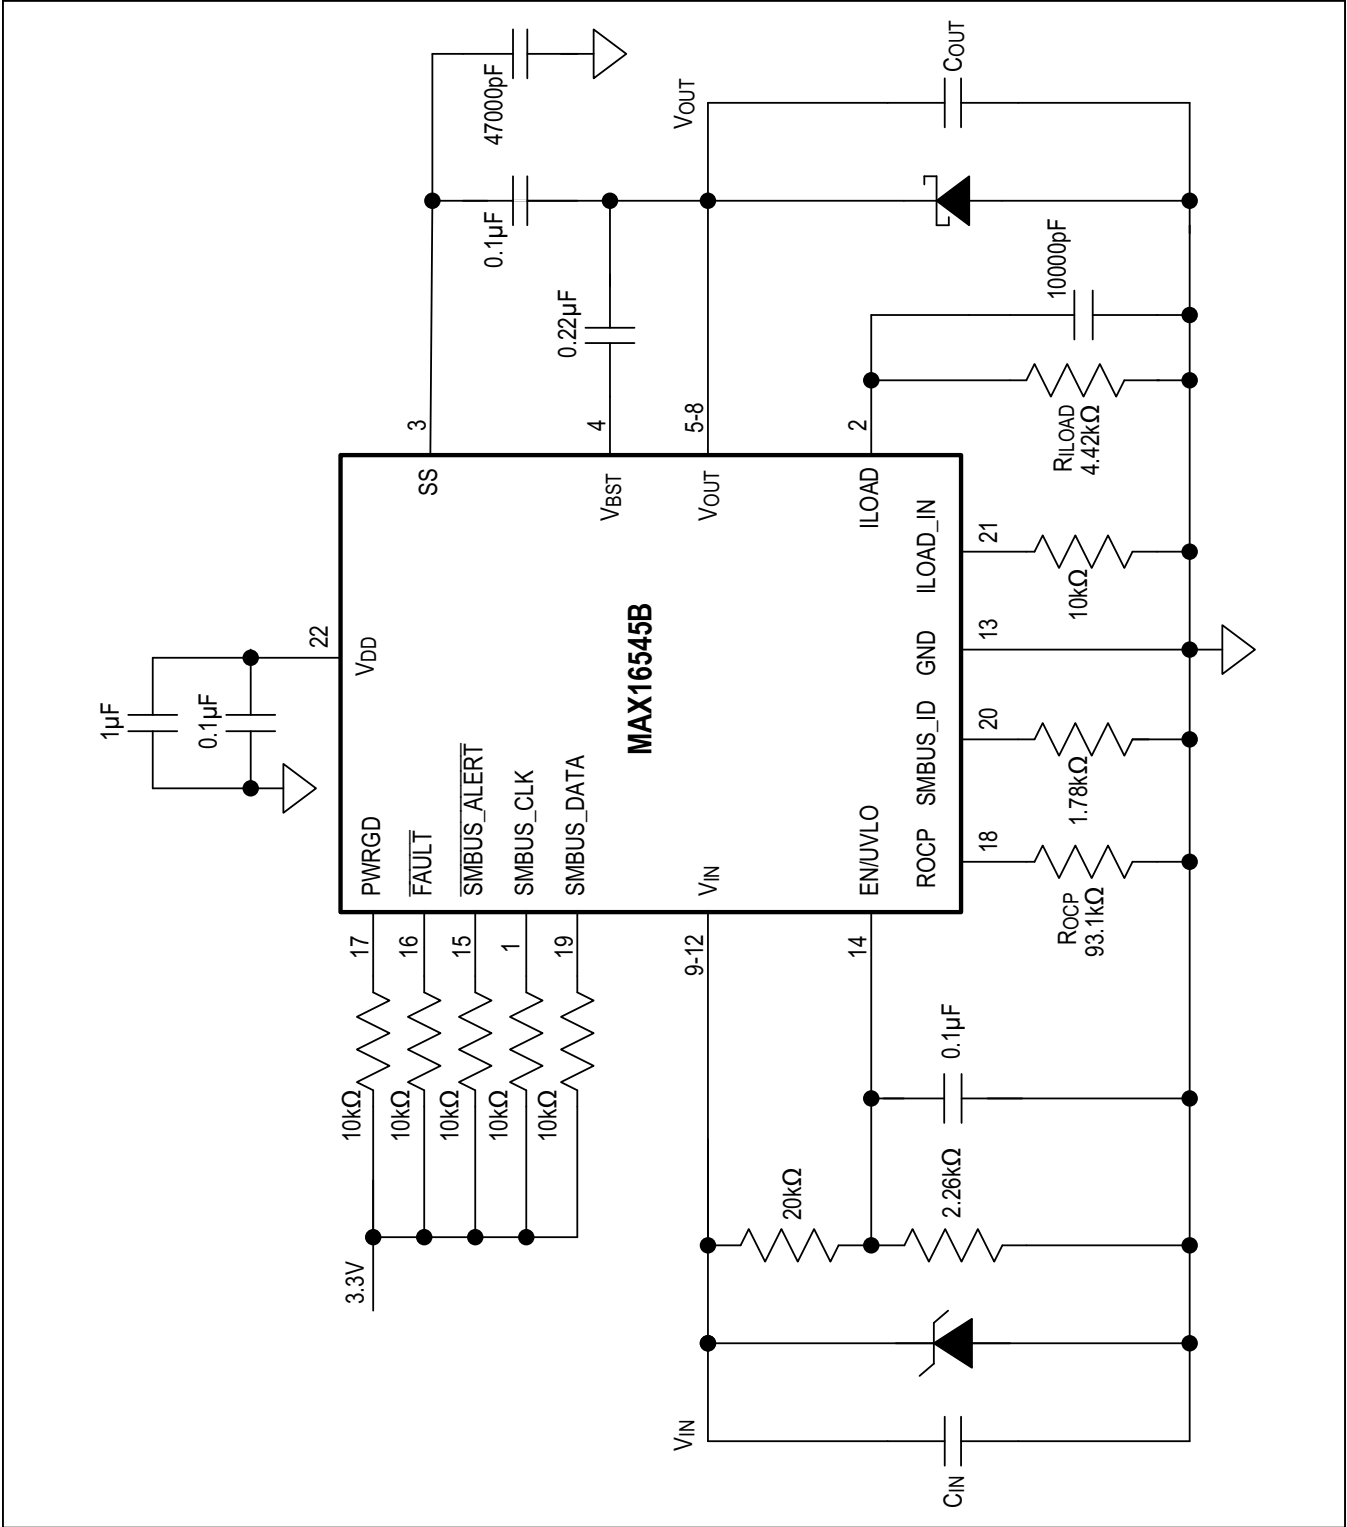 1µF
0.1µF
22
VDD
3.3V
10kΩ
17
PWRGD
10kΩ
16
FAULT
10kΩ
15
SMBUS_ALERT
10kΩ
1
SMBUS_CLK
10kΩ
19
SMBUS_DATA
SS
3
47000pF
0.1µF
VBST
4
0.22µF
MAX16545B
VIN
9-12
VIN
VOUT
5-8
VOUT
20kΩ
EN/UVLO
14
ILOAD
2
CIN
2.26kΩ
0.1µF
ROCP
SMBUS_ID
GND
ILOAD_IN
18
20
13
21
ROCP
93.1kΩ
1.78kΩ
10kΩ
RILOAD
4.42kΩ
10000pF
COUT